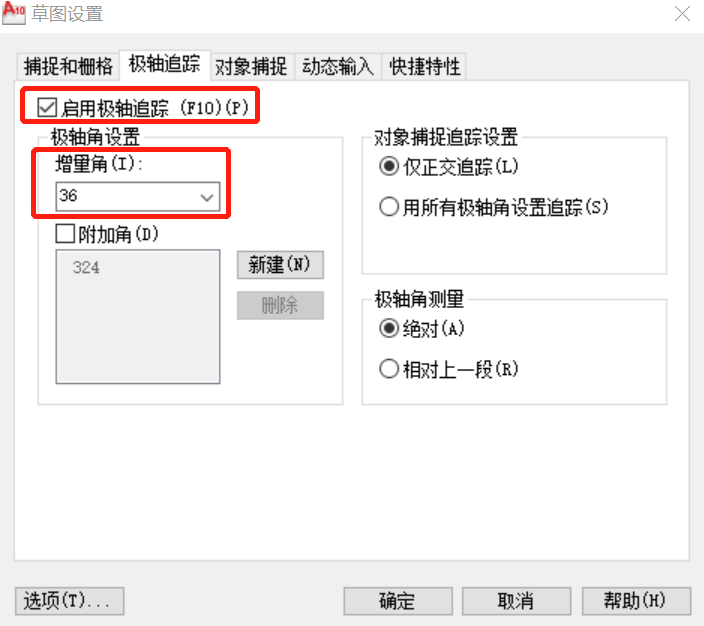 A10 草图设置
捕捉和栅格 极轴追踪 对象捕捉 动态输入 快捷特性
启用极轴追踪 (F10)(P)
极轴角设置
增量角(I):
36
附加角(D)
324
新建(N)
删除
对象捕捉追踪设置
仅正交追踪(L)
用所有极轴角设置追踪(S)
极轴角测量
绝对(A)
相对上一段(R)
选项(T)... 确定 取消 帮助(H)